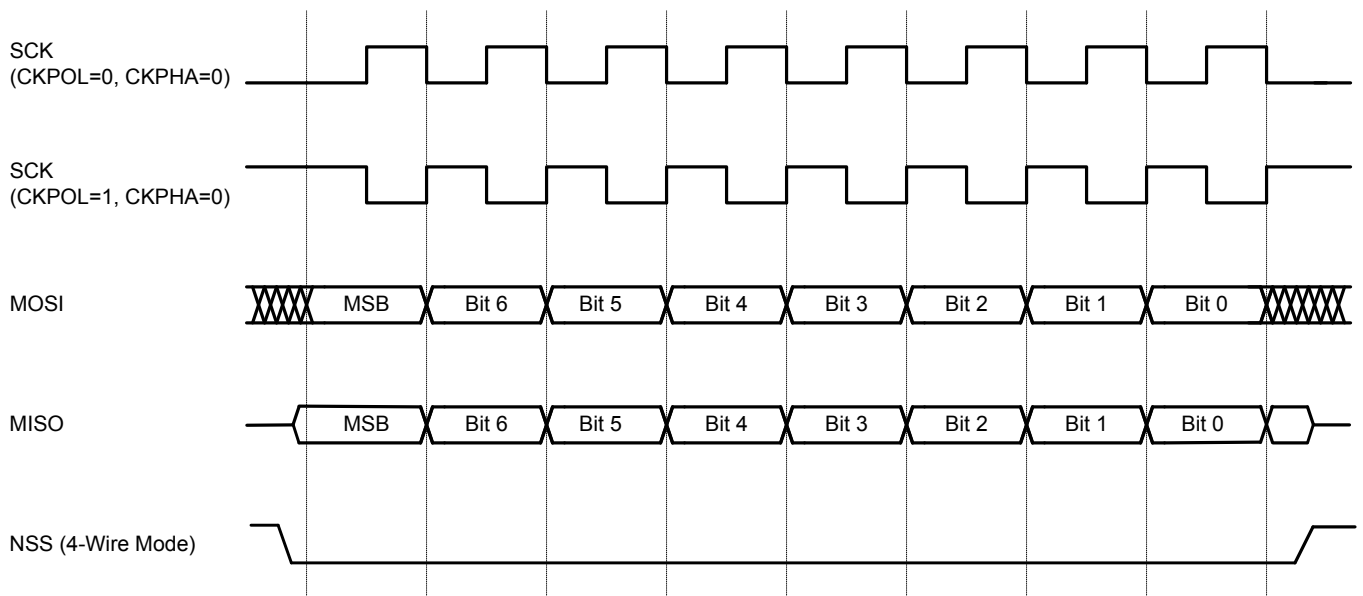 SCK
(CKPOL=0, CKPHA=0)
SCK
(CKPOL=1, CKPHA=0)
MOSI
MSB Bit 6 Bit 5 Bit 4 Bit 3 Bit 2 Bit 1 Bit 0
MISO
MSB Bit 6 Bit 5 Bit 4 Bit 3 Bit 2 Bit 1 Bit 0
NSS (4-Wire Mode)